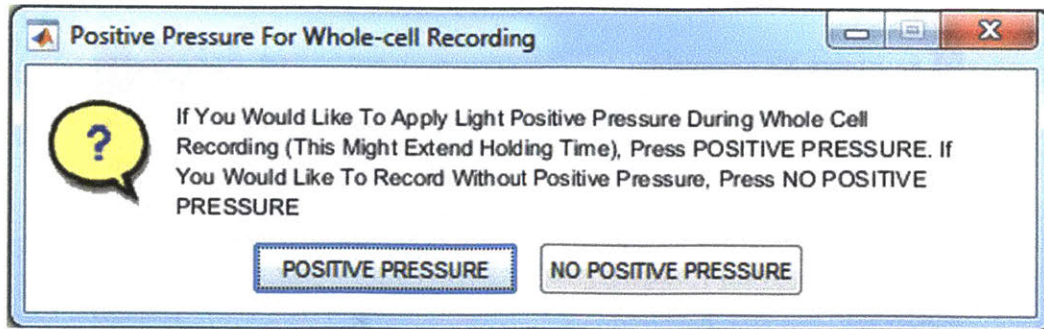 Positive Pressure For Whole-cell Recording
If You Would Like To Apply Light Positive Pressure During Whole Cell
Recording (This Might Extend Holding Time), Press POSITIVE PRESSURE. If
You Would Like To Record Without Positive Pressure, Press NO POSITIVE
PRESSURE
POSITIVE PRESSURE NO POSITIVE PRESSURE